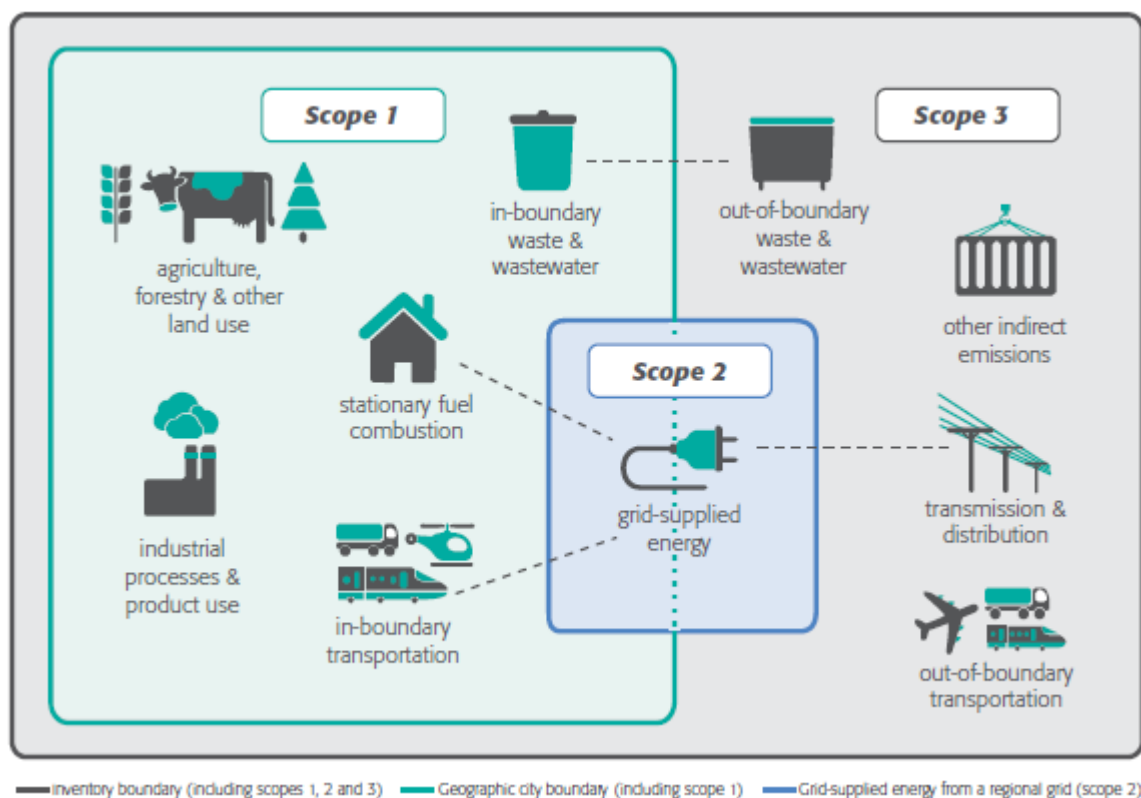 Scope 1
Scope 3
in-boundary
waste &
wastewater
out-of-boundary
waste &
wastewater
agriculture,
forestry & other
land use
other indirect
emissions
Scope 2
stationary fuel
combustion
grid-supplied
energy
transmission &
distribution
industrial
processes &
product use
in-boundary
transportation
out-of-boundary
transportation
Inventory boundary (including scopes 1, 2 and 3) Geographic city boundary (including scope 1) Grid-supplied energy from a regional grid (scope 2)